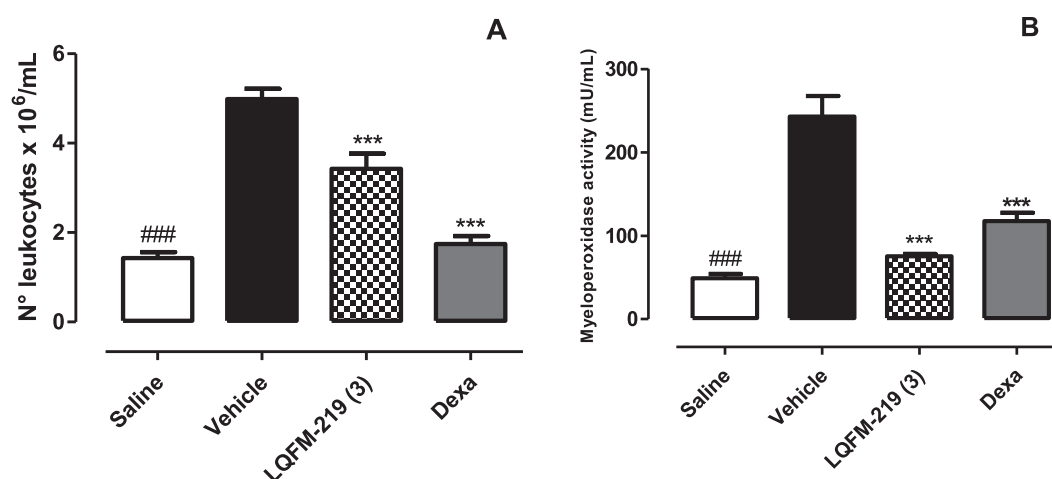 A
N° leukocytes x 10⁶/mL
6
4
2
0
###
***
***
Saline
Vehicle
LQFM-219 (3)
Dexa
B
Myeloperoxidase activity (mU/mL)
300
200
100
0
###
***
***
Saline
Vehicle
LQFM-219 (3)
Dexa